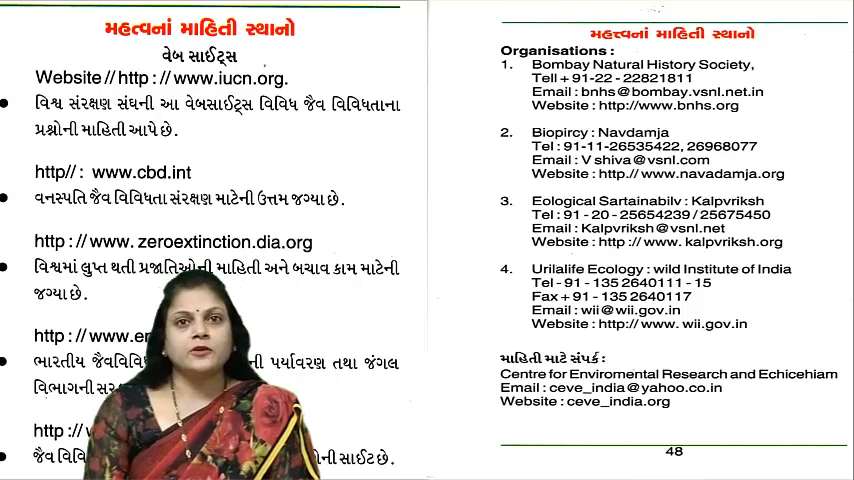 મહત્વનાં માહિતી સ્થાનો
વેબ સાઈટ્સ
Website // http : // www.iucn.org.
વિશ્વ સંરક્ષણ સંઘની આ વેબસાઈટ્સ વિવિધ જૈવ વિવિધતાના
પ્રશ્નોની માહિતી આપે છે.
http// : www.cbd.int
વનસ્પતિ જૈવ વિવિધતા સંરક્ષણ માટેની ઉત્તમ જગ્યા છે.
http : // www. zeroextinction.dia.org
વિશ્વમાં લુપ્ત થતી પ્રજાતિઓની માહિતી અને બચાવ કામ માટેની
જગ્યા છે.
http : // www.
ભારતીય પર્યાવરણ તથા જંગલ
વિભાગની
http :
જૈવ સાઈટ છે.
મહત્ત્વનાં માહિતી સ્થાનો
Organisations :
1. Bombay Natural History Society,
Tell + 91-22 - 22821811
Email : bnhs@bombay.vsnl.net.in
Website : http://www.bnhs.org
2. Biopircy : Navdamja
Tel : 91-11-26535422, 26968077
Email : V shiva@vsnl.com
Website : http.// www.navadamja.org
3. Eological Sartainabilv : Kalpvriksh
Tel : 91 - 20 - 25654239 / 25675450
Email : Kalpvriksh@vsnl.net
Website : http :// www. kalpvriksh.org
4. Urilalife Ecology : wild Institute of India
Tel - 91 - 135 2640111 - 15
Fax + 91 - 135 2640117
Email : wii@wii.gov.in
Website : http:// www. wii.gov.in
માહિતી માટે સંપર્ક :
Centre for Enviromental Research and Echicehiam
Email : ceve_india@yahoo.co.in
Website : ceve_india.org
48